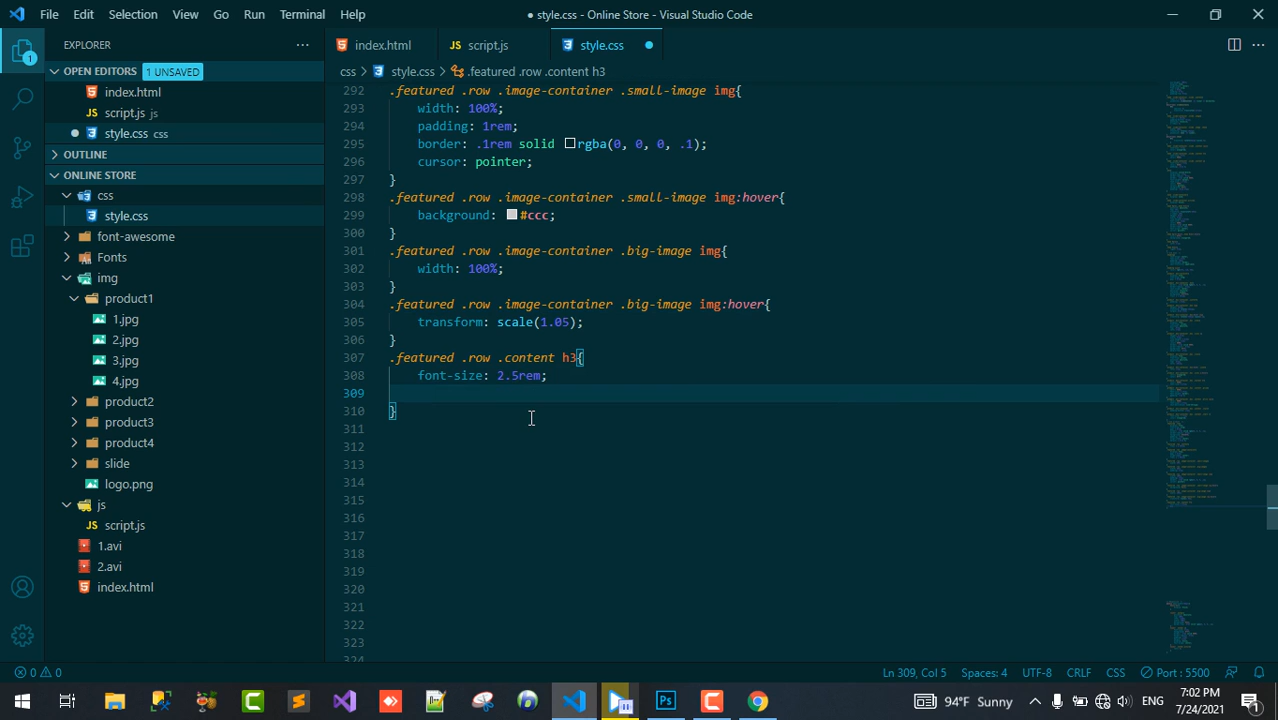 File Edit Selection View Go Run Terminal Help
● style.css - Online Store - Visual Studio Code
EXPLORER
index.html
script.js
style.css
OPEN EDITORS 1 UNSAVED
css > style.css > .featured .row .content h3
index.html
script.js js
style.css css
OUTLINE
ONLINE STORE
css
style.css
font-awesome
Fonts
img
product1
1.jpg
2.jpg
3.jpg
4.jpg
product2
product3
product4
slide
logo.png
js
script.js
1.avi
2.avi
index.html
292 .featured .row .image-container .small-image img{
293 width: 100%;
294 padding: 1rem;
295 border: .1rem solid rgba(0, 0, 0, .1);
296 cursor: pointer;
297 }
298 .featured .row .image-container .small-image img:hover{
299 background: #ccc;
300 }
301 .featured .row .image-container .big-image img{
302 width: 100%;
303 }
304 .featured .row .image-container .big-image img:hover{
305 transform: scale(1.05);
306 }
307 .featured .row .content h3{
308 font-size: 2.5rem;
309
310 }
311
312
313
314
315
316
317
318
319
320
321
322
323
324
0 0 Ln 309, Col 5 Spaces: 4 UTF-8 CRLF CSS Port : 5500
94°F Sunny ENG 7:02 PM
7/24/2021